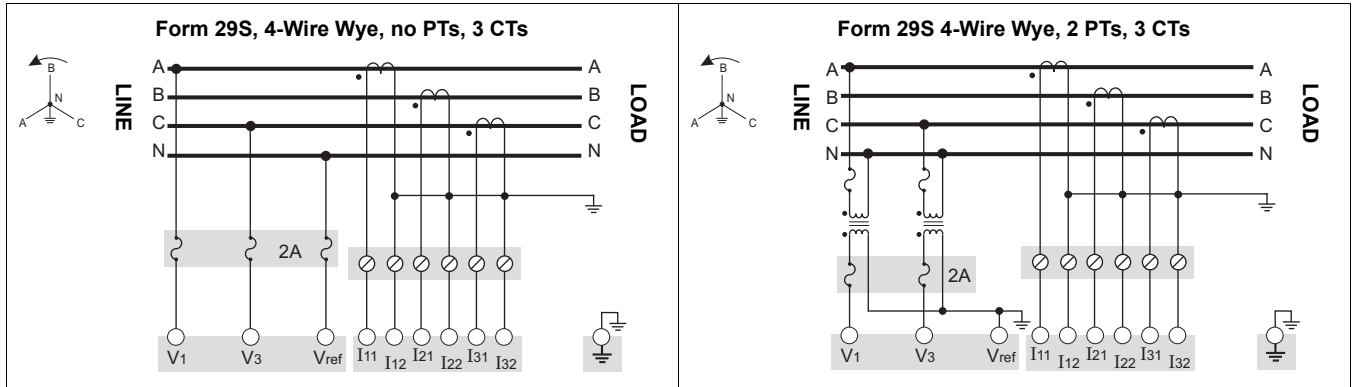 Form 29S, 4-Wire Wye, no PTs, 3 CTs
B
N
A
C
LINE
A
B
C
N
A
B
C
N
LOAD
2A
V1
V3
Vref
I11
I12
I21
I22
I31
I32
Form 29S 4-Wire Wye, 2 PTs, 3 CTs
B
N
A
C
LINE
A
B
C
N
A
B
C
N
LOAD
2A
V1
V3
Vref
I11
I12
I21
I22
I31
I32